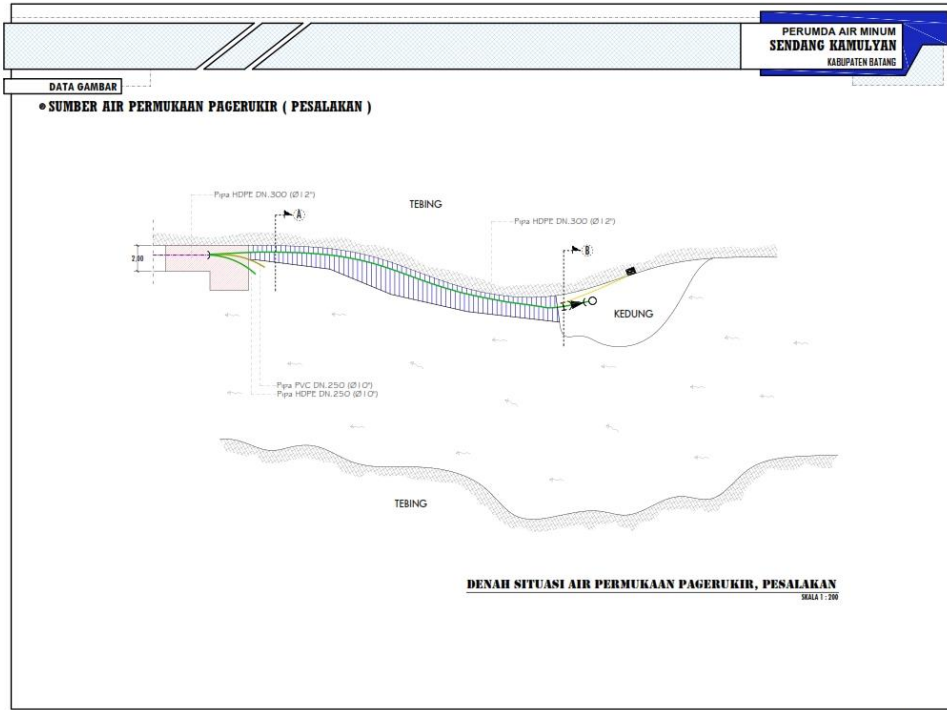 PERUMDA AIR MINUM
SENDANG KAMULYAN
KABUPATEN BATANG
DATA GAMBAR
SUMBER AIR PERMUKAAN PAGERUKIR ( PESALAKAN )
Pipa HDPE DN.300 (Ø12")
TEBING
A
Pipa HDPE DN.300 (Ø12")
B
2.00
KEDUNG
Pipa PVC DN.250 (Ø10")
Pipa HDPE DN.250 (Ø10")
TEBING
DENAH SITUASI AIR PERMUKAAN PAGERUKIR, PESALAKAN
SKALA 1 : 200